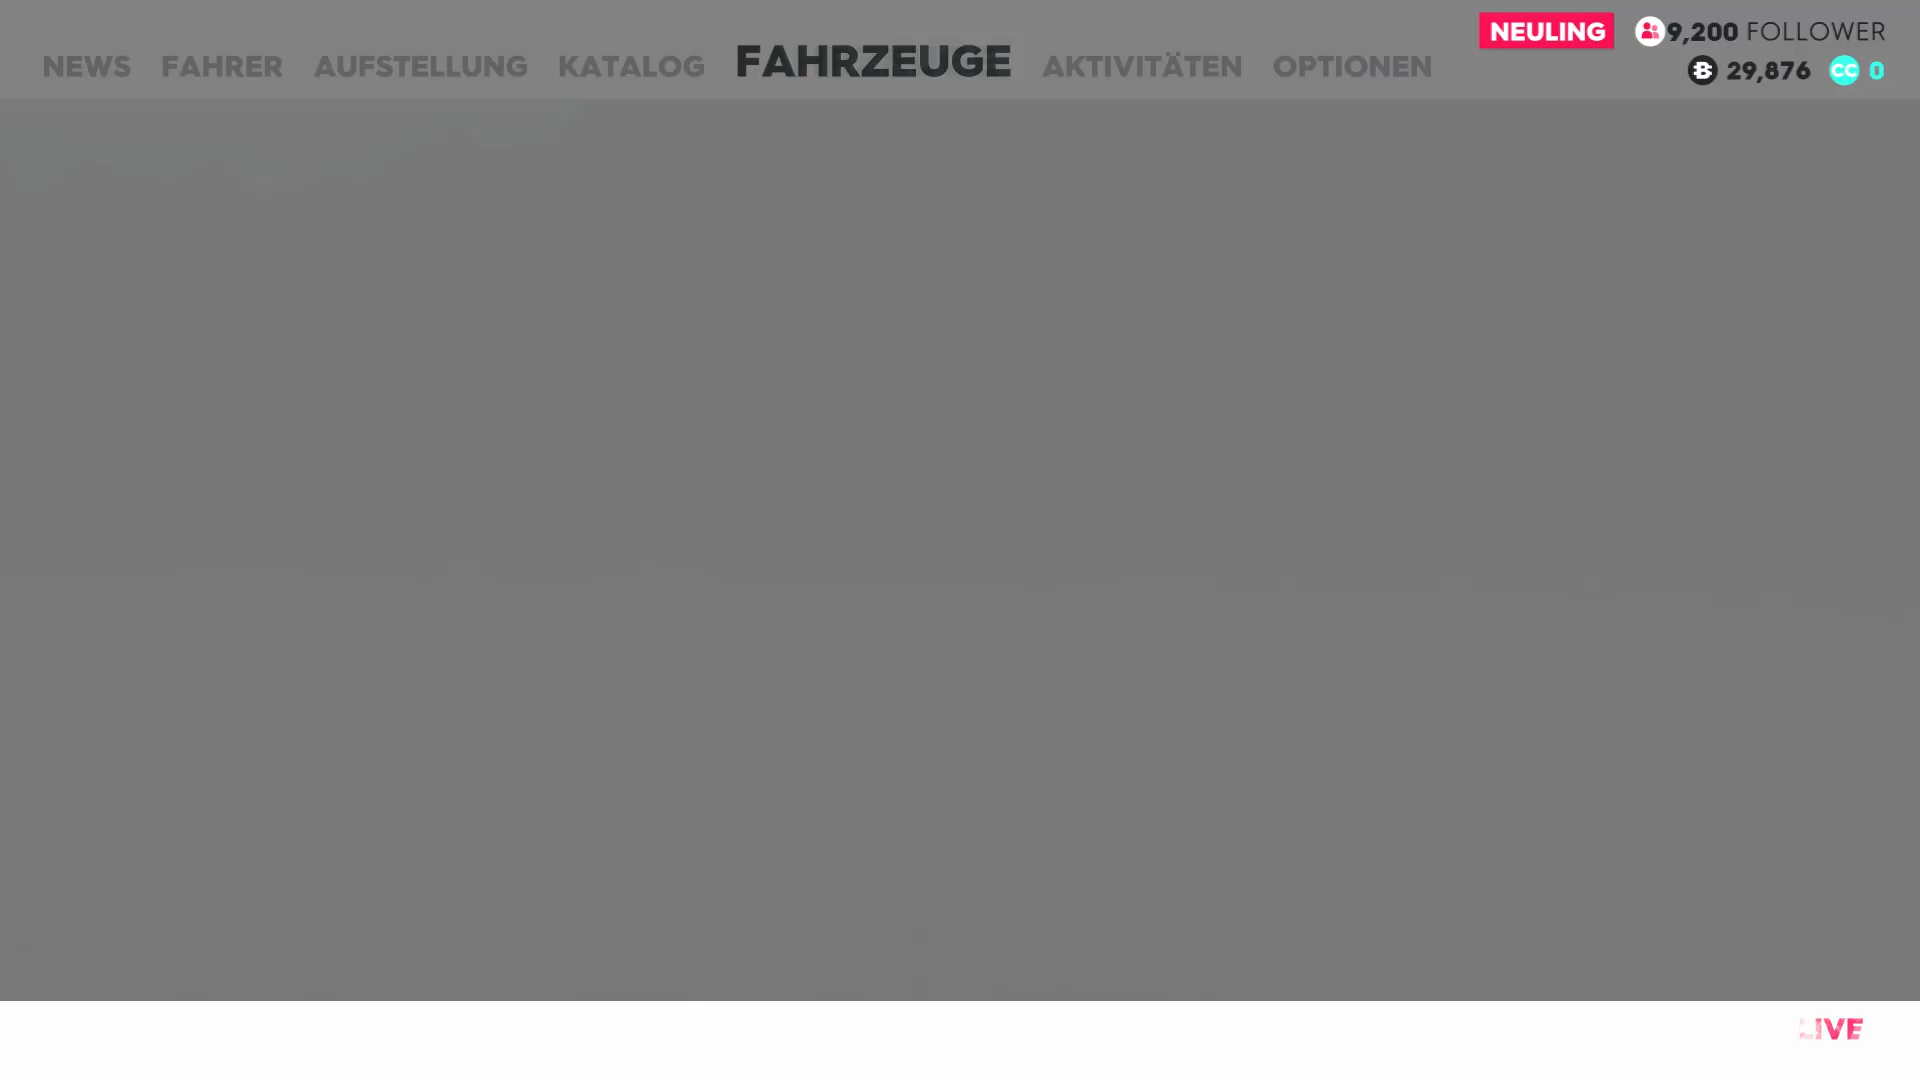 NEULING 9,200 FOLLOWER
NEWS FAHRER AUFSTELLUNG KATALOG FAHRZEUGE AKTIVITÄTEN OPTIONEN
29,876 CC 0
LIVE